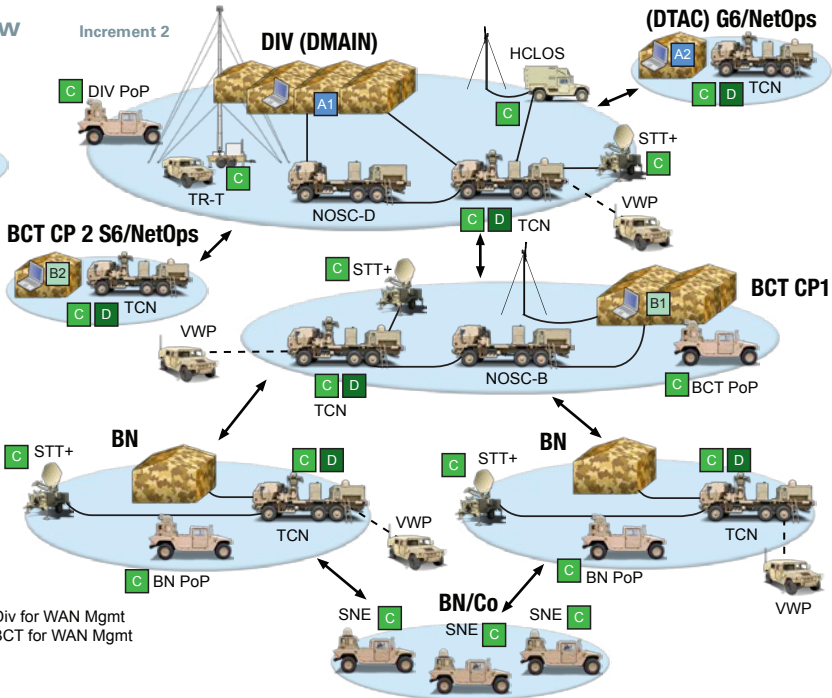 w
Increment 2
DIV (DMAIN)
(DTAC) G6/NetOps
HCLOS
A2
C DIV PoP
A1
C
C D TCN
STT+
C
C
TR-T
NOSC-D
VWP
C D TCN
BCT CP 2 S6/NetOps
B2
C STT+
BCT CP1
B1
C D TCN
VWP
NOSC-B
C D
TCN
C BCT PoP
BN
BN
C STT+
C D
C STT+
C D
TCN
VWP
TCN
C BN PoP
C BN PoP
VWP
Div for WAN Mgmt
BCT for WAN Mgmt
BN/Co
SNE C
SNE C
SNE C